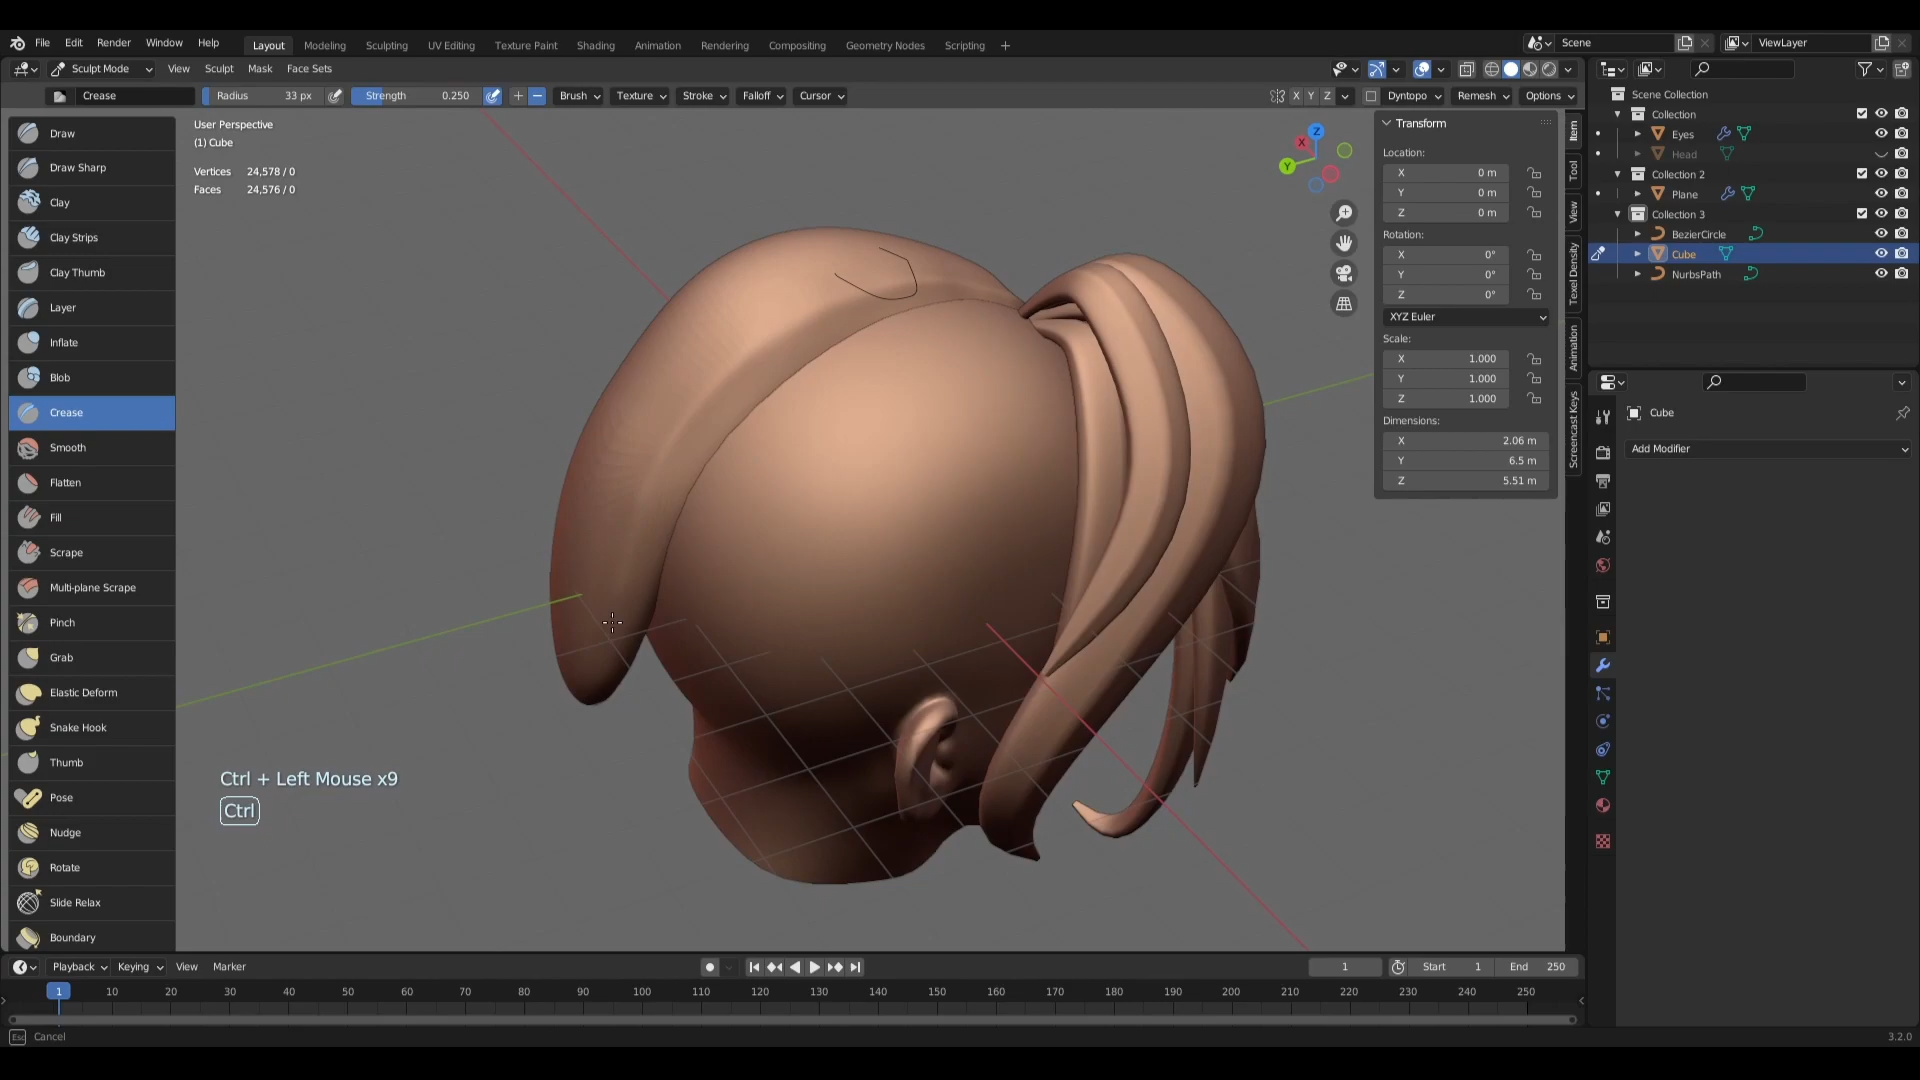 File Edit Render Window Help Layout Modeling Sculpting UV Editing Texture Paint Shading Animation Rendering Compositing Geometry Nodes Scripting + Scene ViewLayer
Sculpt Mode View Sculpt Mask Face Sets
Crease Radius 33 px Strength 0.250 Brush Texture Stroke Falloff Cursor X Y Z Dyntopo Remesh Options
Draw
Draw Sharp
Clay
Clay Strips
Clay Thumb
Layer
Inflate
Blob
Crease
Smooth
Flatten
Fill
Scrape
Multi-plane Scrape
Pinch
Grab
Elastic Deform
Snake Hook
Thumb
Pose
Nudge
Rotate
Slide Relax
Boundary
User Perspective
(1) Cube
Vertices 24,578 / 0
Faces 24,576 / 0
Ctrl + Left Mouse x9
Ctrl
Z
X
Y
Transform
Location:
X 0 m
Y 0 m
Z 0 m
Rotation:
X 0°
Y 0°
Z 0°
XYZ Euler
Scale:
X 1.000
Y 1.000
Z 1.000
Dimensions:
X 2.06 m
Y 6.5 m
Z 5.51 m
Item
Tool
View
Texel Density
Animation
Screencast Keys
Scene Collection
Collection
Eyes
Head
Collection 2
Plane
Collection 3
BezierCircle
Cube
NurbsPath
Cube
Add Modifier
Playback Keying View Marker 1 Start 1 End 250
1 10 20 30 40 50 60 70 80 90 100 110 120 130 140 150 160 170 180 190 200 210 220 230 240 250
Esc Cancel 3.2.0